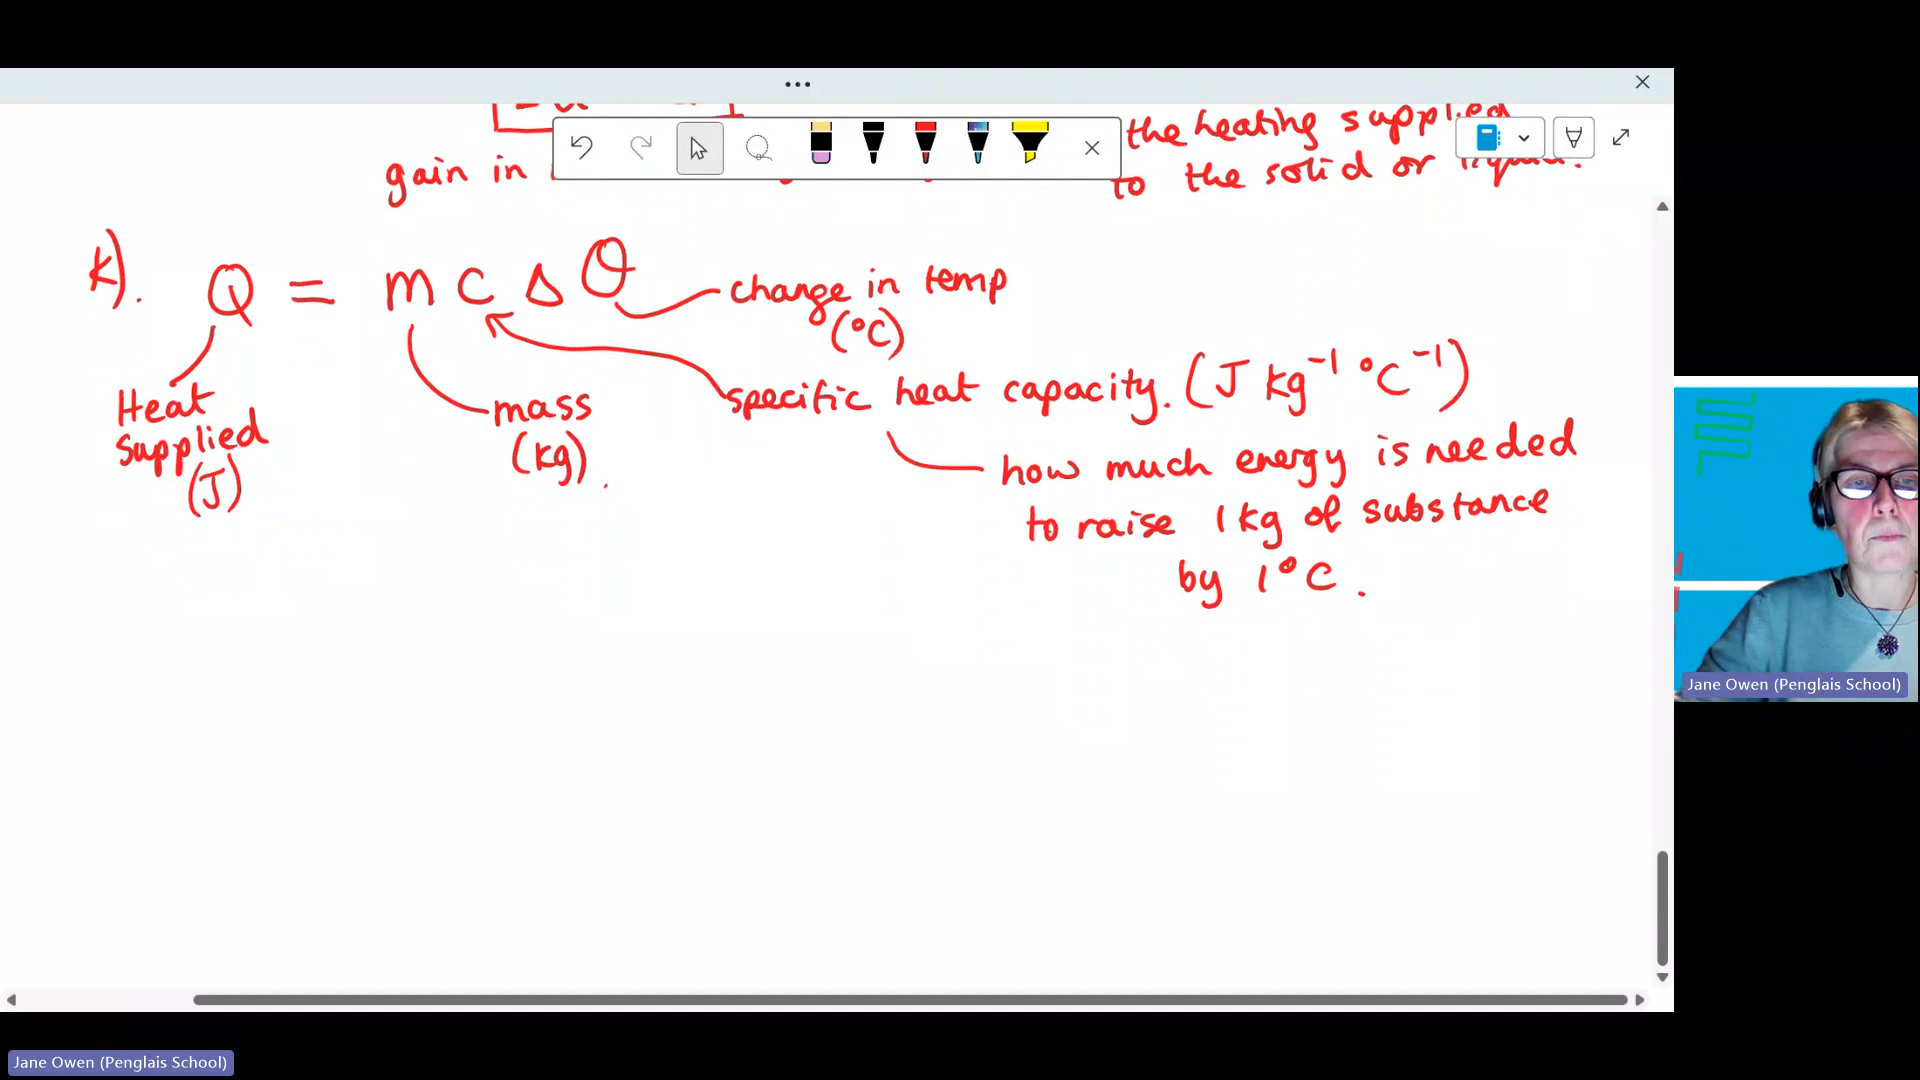 the heating supplied
gain in
to the solid or liquid.
K). Q = m c Δ θ
change in temp
(°C)
Heat
supplied
(J)
mass
(kg).
specific heat capacity. (J kg⁻¹ °C⁻¹)
how much energy is needed
to raise 1kg of substance
by 1°C.
Jane Owen (Penglais School)
Jane Owen (Penglais School)